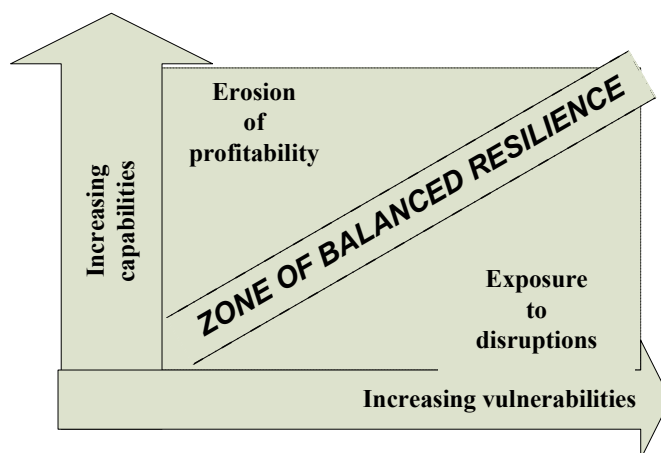 Erosion
of
profitability
ZONE OF BALANCED RESILIENCE
Increasing
capabilities
Exposure
to
disruptions
Increasing vulnerabilities